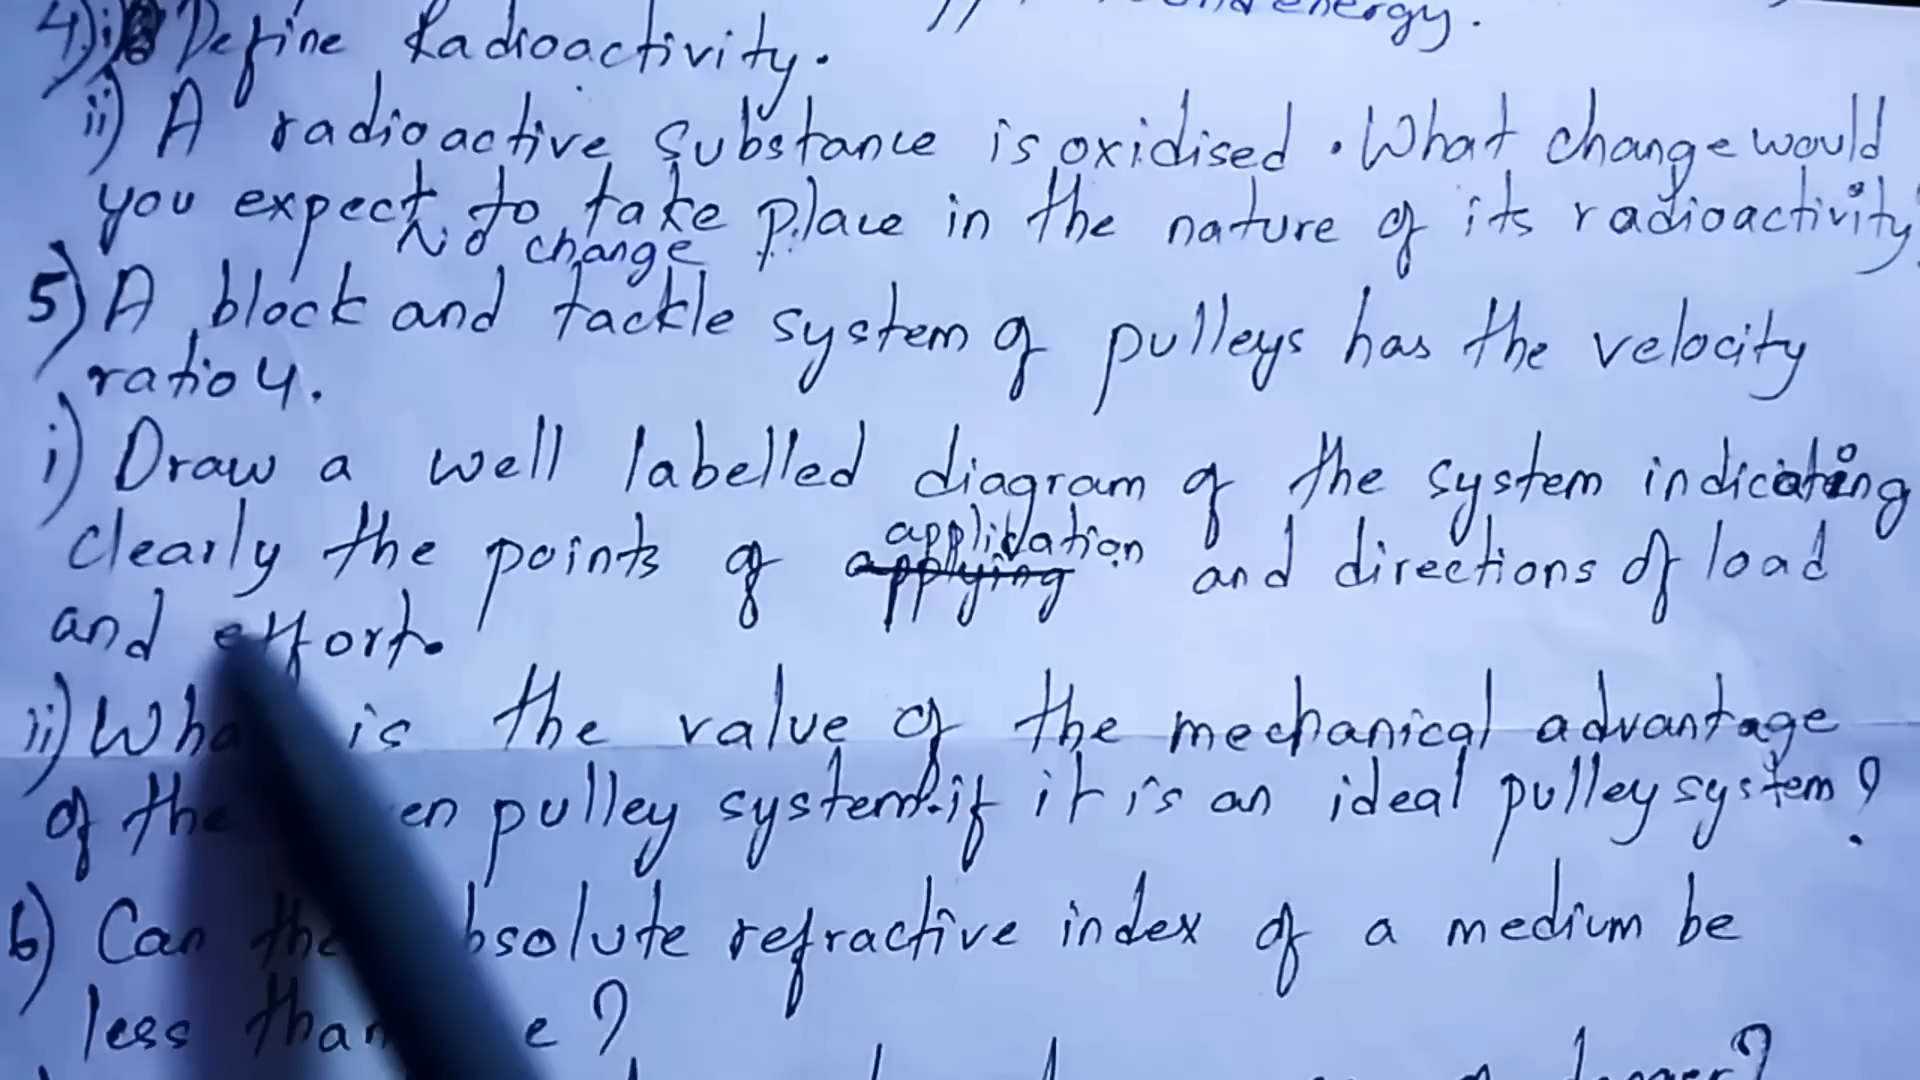 energy.
4) i) Define Radioactivity.
ii) A radioactive substance is oxidised. What change would
you expect to take place in the nature of its radioactivity?
No change
5) A block and tackle system of pulleys has the velocity
ratio 4.
i) Draw a well labelled diagram of the system indicating
application
clearly the points of applying and directions of load
and effort.
ii) What is the value of the mechanical advantage
of the en pulley system if it is an ideal pulley system?
6) Can the absolute refractive index of a medium be
less than e?